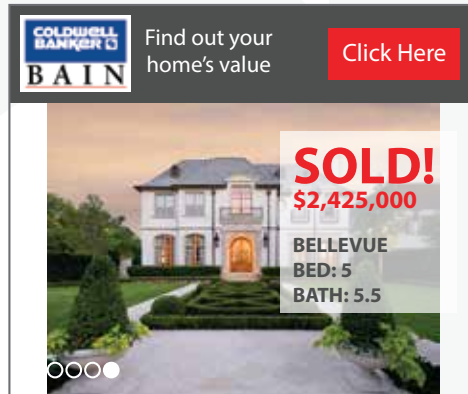 COLDWELL
BANKER
BAIN
Find out your
home's value
Click Here
SOLD!
$2,425,000
BELLEVUE
BED: 5
BATH: 5.5